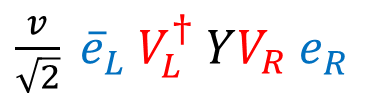 v/√2 ē_L V_L^† Y V_R e_R